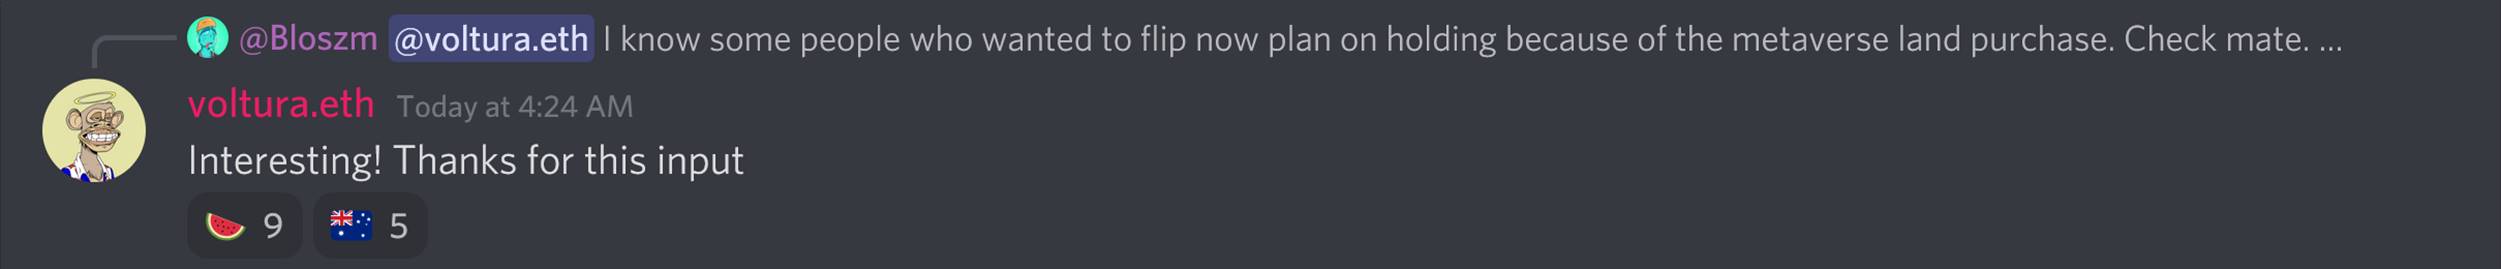 @Bloszm @voltura.eth I know some people who wanted to flip now plan on holding because of the metaverse land purchase. Check mate. ...
voltura.eth Today at 4:24 AM
Interesting! Thanks for this input
9 5